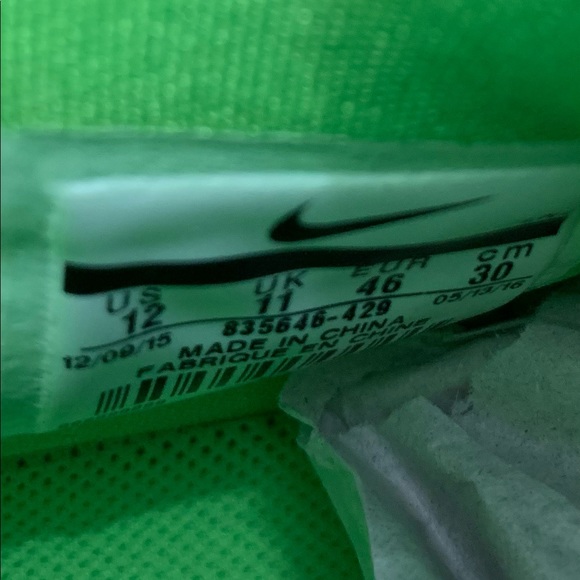 US UK EUR cm
12 11 46 30
12/09/15 835646-429 05/13/16
MADE IN CHINA
FABRIQUE EN CHINE